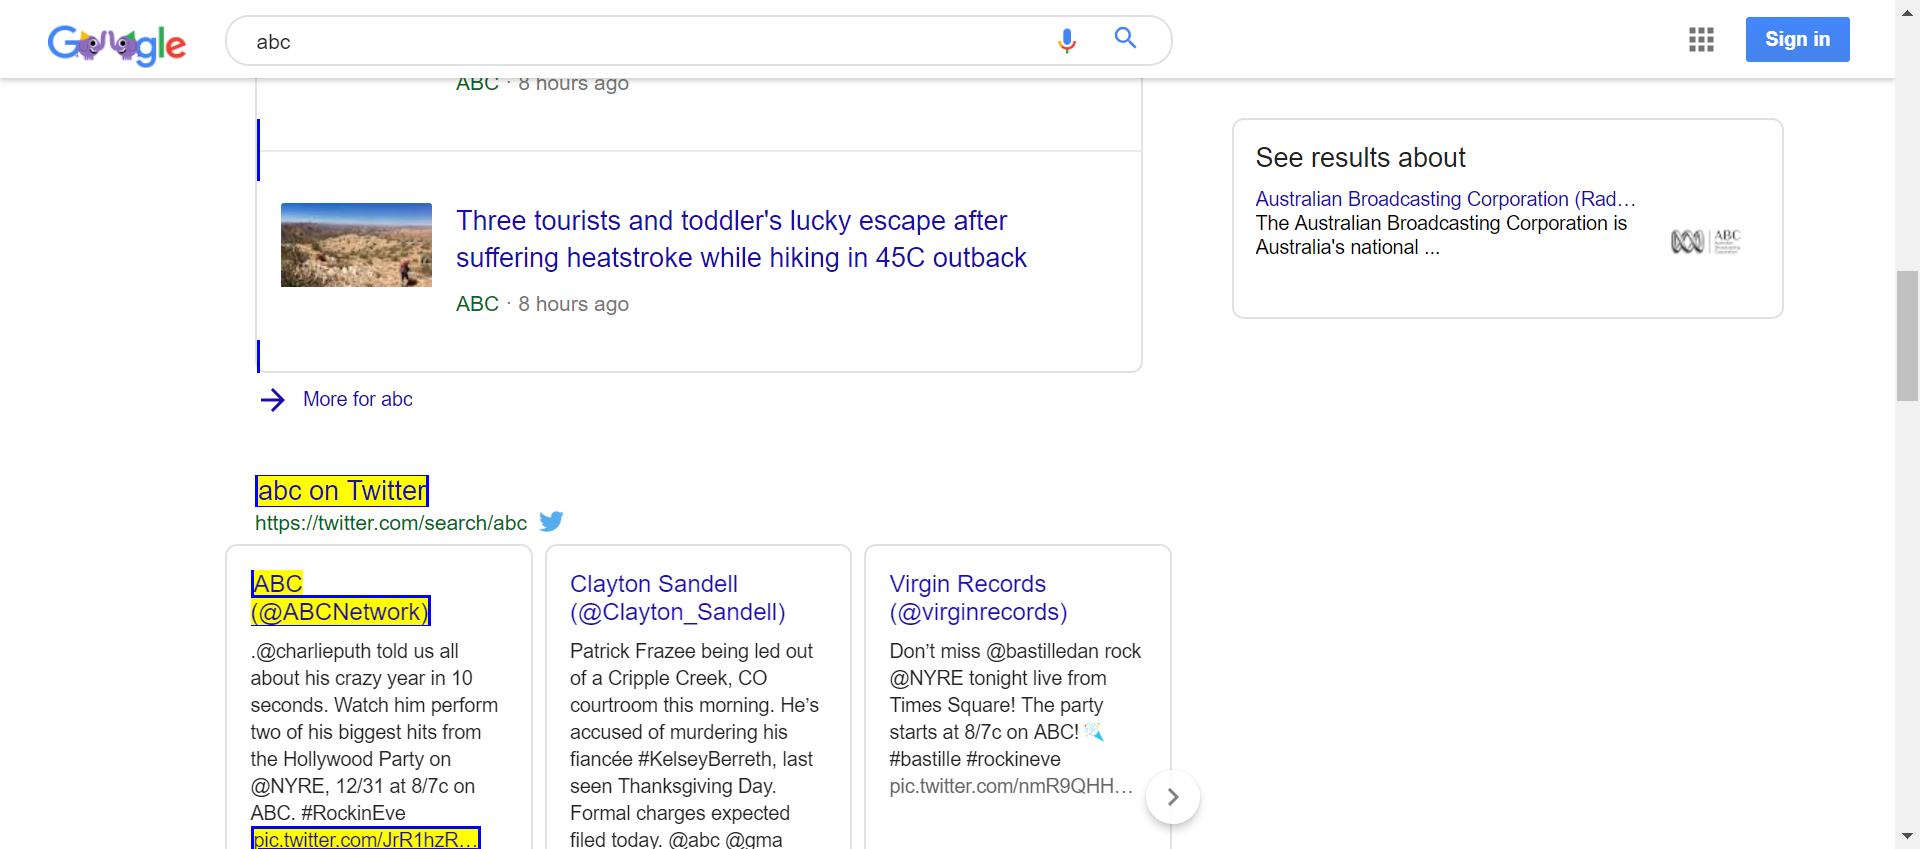 Google
abc
Sign in
ABC · 8 hours ago
Three tourists and toddler's lucky escape after
suffering heatstroke while hiking in 45C outback
ABC · 8 hours ago
More for abc
See results about
Australian Broadcasting Corporation (Rad…
The Australian Broadcasting Corporation is
Australia's national ...
ABC
abc on Twitter
https://twitter.com/search/abc
ABC
(@ABCNetwork)
.@charlieputh told us all
about his crazy year in 10
seconds. Watch him perform
two of his biggest hits from
the Hollywood Party on
@NYRE, 12/31 at 8/7c on
ABC. #RockinEve
pic.twitter.com/JrR1hzR…
Clayton Sandell
(@Clayton_Sandell)
Patrick Frazee being led out
of a Cripple Creek, CO
courtroom this morning. He’s
accused of murdering his
fiancée #KelseyBerreth, last
seen Thanksgiving Day.
Formal charges expected
filed today. @abc @gma
Virgin Records
(@virginrecords)
Don’t miss @bastilledan rock
@NYRE tonight live from
Times Square! The party
starts at 8/7c on ABC! 🎉
#bastille #rockineve
pic.twitter.com/nmR9QHH…